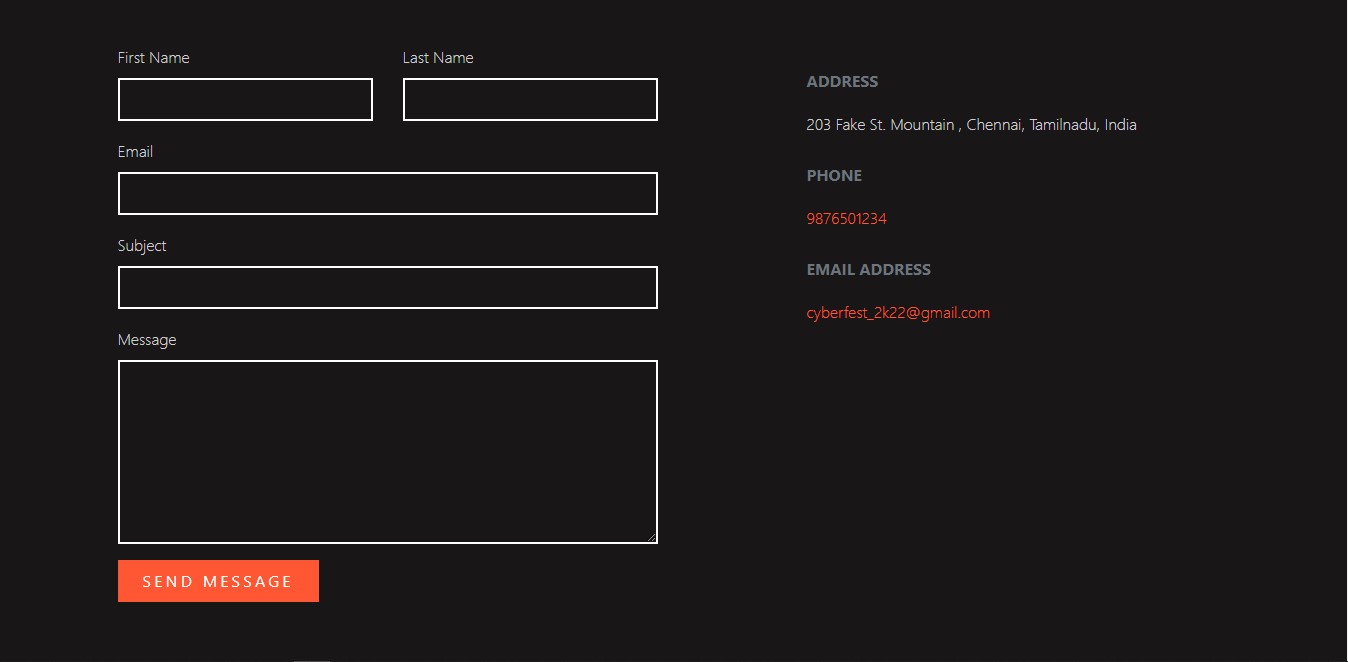 First Name
Last Name
Email
Subject
Message
SEND MESSAGE
ADDRESS
203 Fake St. Mountain , Chennai, Tamilnadu, India
PHONE
9876501234
EMAIL ADDRESS
cyberfest_2k22@gmail.com